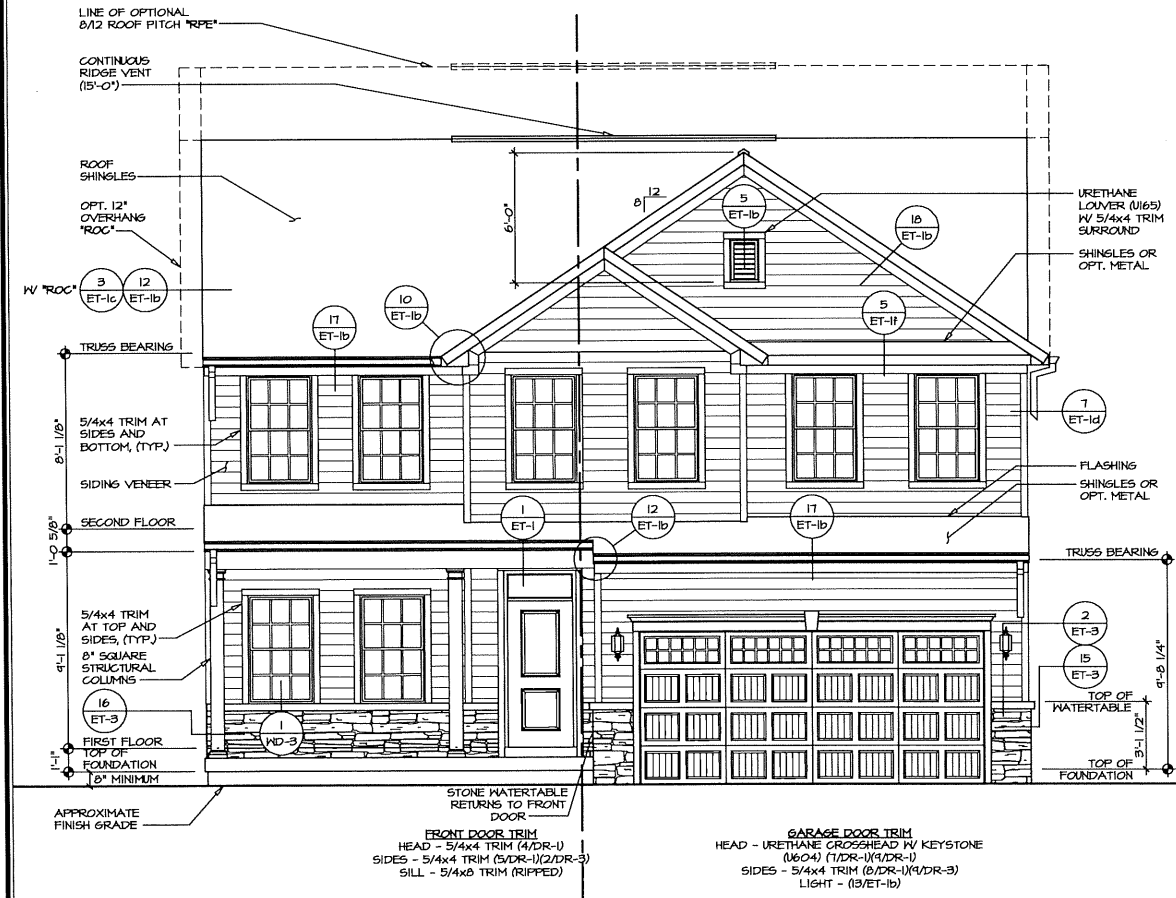 LINE OF OPTIONAL
8/12 ROOF PITCH "RPE"
CONTINUOUS
RIDGE VENT
(15'-0")
ROOF
SHINGLES
OPT. 12"
OVERHANG
"ROC"
W/ "ROC"
3
ET-1c
12
ET-1b
17
ET-1b
10
ET-1b
6'-0"
12
8
5
ET-1b
18
ET-1b
5
ET-1f
URETHANE
LOUVER (U165)
W/ 5/4x4 TRIM
SURROUND
SHINGLES OR
OPT. METAL
TRUSS BEARING
8'-1 1/8"
5/4x4 TRIM AT
SIDES AND
BOTTOM, (TYP.)
SIDING VENEER
7
ET-1d
FLASHING
SHINGLES OR
OPT. METAL
SECOND FLOOR
1'-0 5/8"
1
ET-1
12
ET-1b
17
ET-1b
TRUSS BEARING
9'-1 1/8"
5/4x4 TRIM
AT TOP AND
SIDES, (TYP.)
8" SQUARE
STRUCTURAL
COLUMNS
16
ET-3
1
WD-3
2
ET-3
15
ET-3
9'-8 1/4"
TOP OF
WATERTABLE
3'-1 1/2"
TOP OF
FOUNDATION
FIRST FLOOR
TOP OF
FOUNDATION
1'-1"
8" MINIMUM
APPROXIMATE
FINISH GRADE
STONE WATERTABLE
RETURNS TO FRONT
DOOR
FRONT DOOR TRIM
HEAD - 5/4x4 TRIM (4/DR-1)
SIDES - 5/4x4 TRIM (5/DR-1)(2/DR-3)
SILL - 5/4x8 TRIM (RIPPED)
GARAGE DOOR TRIM
HEAD - URETHANE CROSSHEAD W/ KEYSTONE
(U604) (7/DR-1)(9/DR-1)
SIDES - 5/4x4 TRIM (8/DR-1)(9/DR-3)
LIGHT - (13/ET-1b)